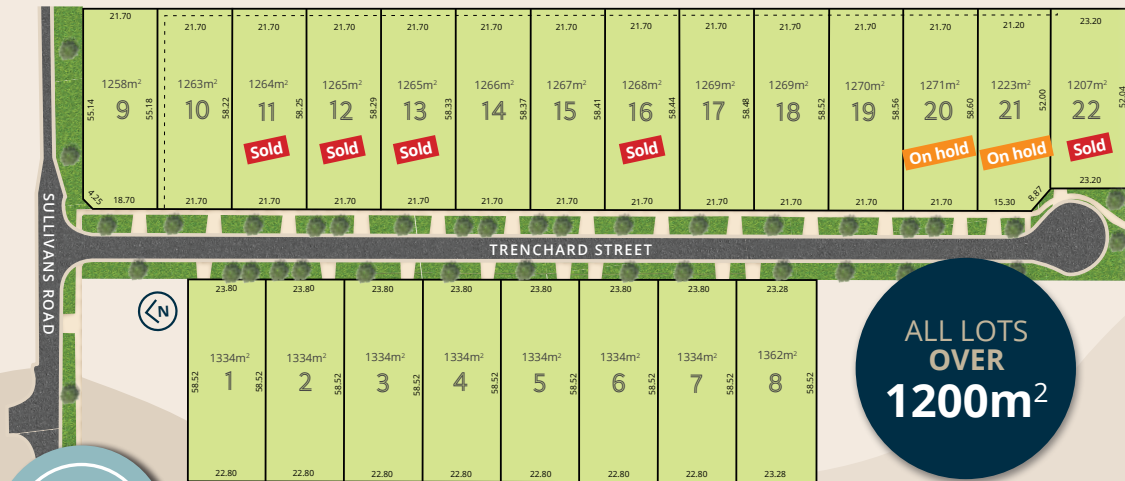 21.70 21.70 21.70 21.70 21.70 21.70 21.70 21.70 21.70 21.70 21.70 21.70 21.20 23.20
1258m² 1263m² 1264m² 1265m² 1265m² 1266m² 1267m² 1268m² 1269m² 1269m² 1270m² 1271m² 1223m² 1207m²
55.14 9 55.18 10 58.22 11 58.25 12 58.29 13 58.33 14 58.37 15 58.41 16 58.44 17 58.48 18 58.52 19 58.56 20 58.60 21 52.00 22 52.04
Sold Sold Sold Sold On hold On hold Sold
4.25 18.70 21.70 21.70 21.70 21.70 21.70 21.70 21.70 21.70 21.70 21.70 21.70 15.30 8.87 23.20
SULLIVANS ROAD
TRENCHARD STREET
N
23.80 23.80 23.80 23.80 23.80 23.80 23.80 23.28
1334m² 1334m² 1334m² 1334m² 1334m² 1334m² 1334m² 1362m²
58.52 1 58.52 2 58.52 3 58.52 4 58.52 5 58.52 6 58.52 7 58.52 8 58.52
22.80 22.80 22.80 22.80 22.80 22.80 22.80 23.28
ALL LOTS
OVER
1200m²